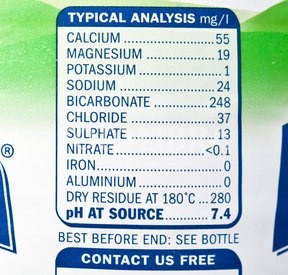 TYPICAL ANALYSIS mg/l
CALCIUM..........................55
MAGNESIUM....................19
POTASSIUM.......................1
SODIUM...........................24
BICARBONATE...............248
CHLORIDE.......................37
SULPHATE.......................13
NITRATE.......................<0.1
IRON..................................0
ALUMINIUM......................0
DRY RESIDUE AT 180°C...280
pH AT SOURCE.............7.4
®
BEST BEFORE END: SEE BOTTLE
CONTACT US FREE